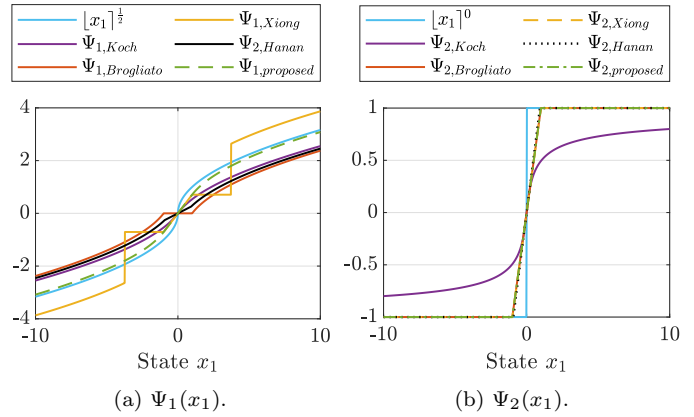 ⌊x₁⌉^{1/2} Ψ₁,Xiong
Ψ₁,Koch Ψ₂,Hanan
Ψ₁,Brogliato Ψ₁,proposed
4
2
0
-2
-4
-10 0 10
State x₁
(a) Ψ₁(x₁).
⌊x₁⌉⁰ Ψ₂,Xiong
Ψ₂,Koch Ψ₂,Hanan
Ψ₂,Brogliato Ψ₂,proposed
1
0.5
0
-0.5
-1
-10 0 10
State x₁
(b) Ψ₂(x₁).